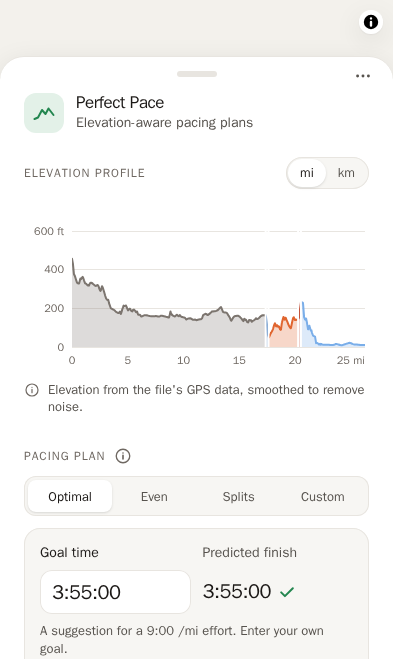 Perfect Pace
Elevation-aware pacing plans
ELEVATION PROFILE
mi
km
600 ft
400
200
0
0 5 10 15 20 25 mi
Elevation from the file's GPS data, smoothed to remove
noise.
PACING PLAN
Optimal Even Splits Custom
Goal time Predicted finish
3:55:00 3:55:00
A suggestion for a 9:00 /mi effort. Enter your own
goal.